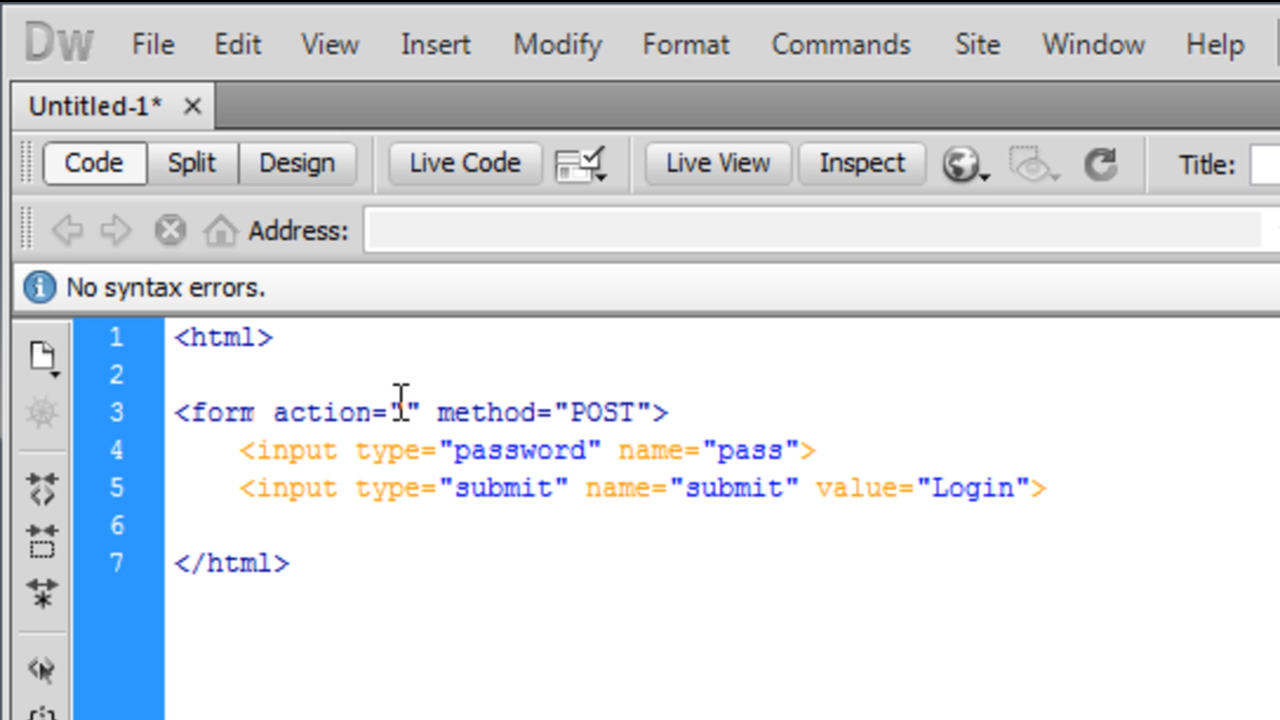 Dw File Edit View Insert Modify Format Commands Site Window Help
Untitled-1*
Code Split Design Live Code Live View Inspect Title:
Address:
No syntax errors.
1 <html>
2
3 <form action="" method="POST">
4 <input type="password" name="pass">
5 <input type="submit" name="submit" value="Login">
6
7 </html>